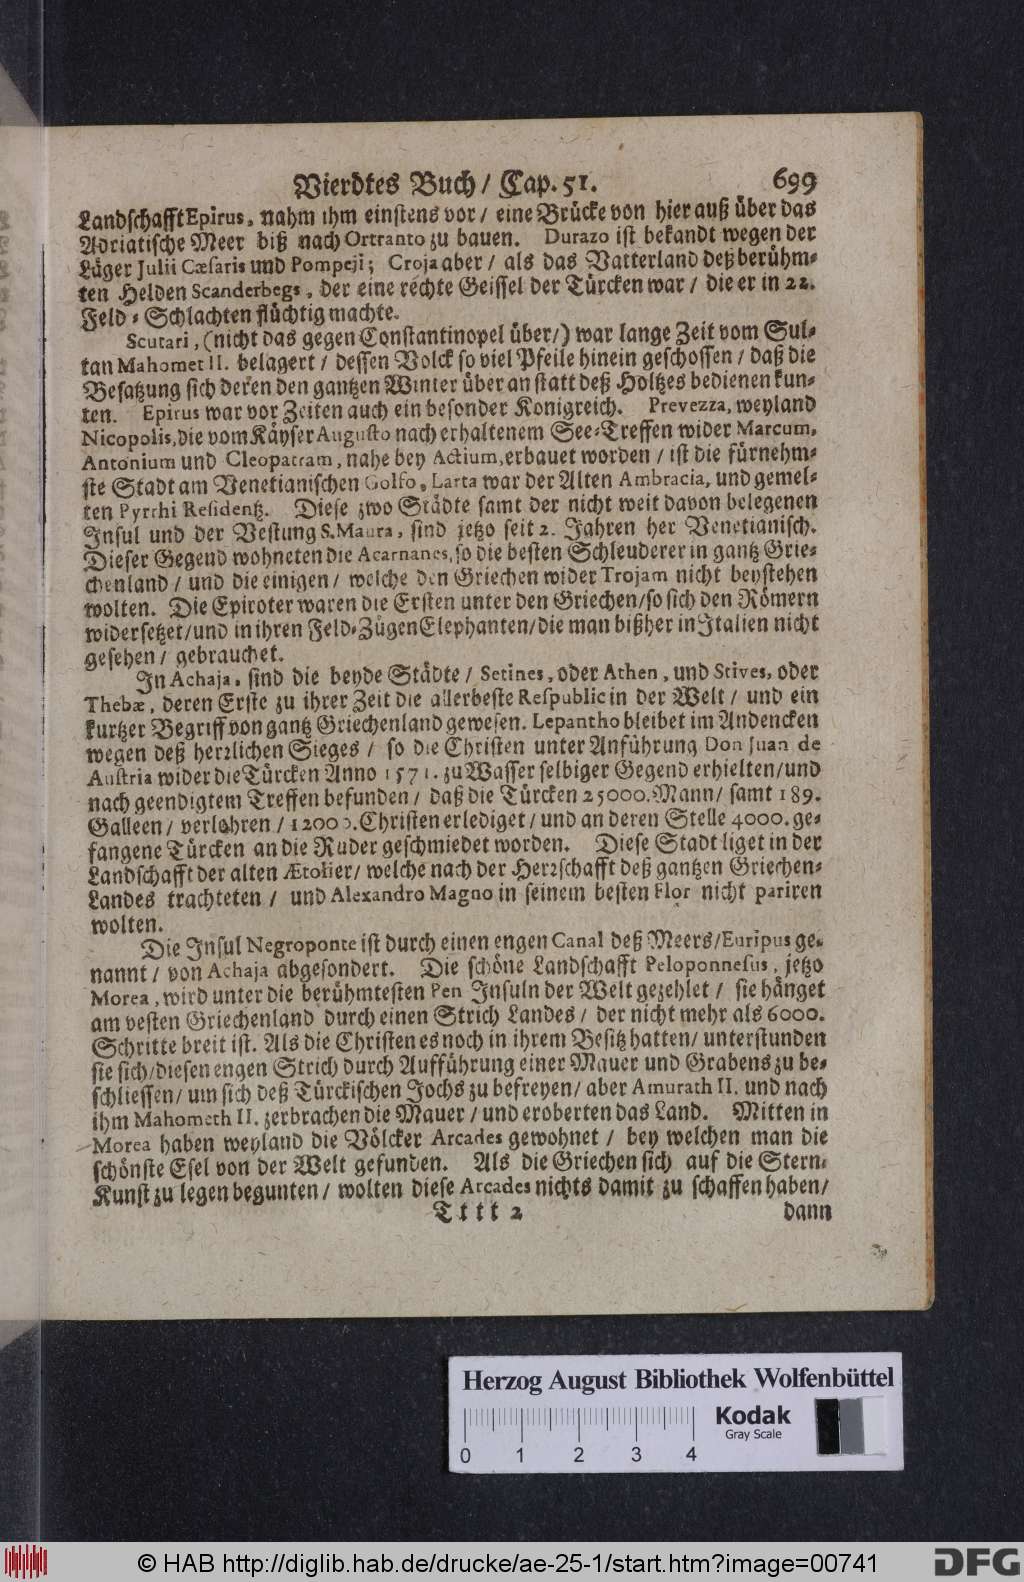 Vierdtes Buch / Cap. 51. 699
Landschafft Epirus, nahm ihm einstens vor / eine Brücke von hier auß über das
Adriatische Meer biß nach Ortranto zu bauen. Durazo ist bekandt wegen der
Läger Julii Cæsaris und Pompeji; Croja aber / als das Vatterland deß berühm-
ten Helden Scanderbegs, der eine rechte Geissel der Türcken war / die er in 22.
Feld-Schlachten flüchtig machte.
Scutari, (nicht das gegen Constantinopel über /) war lange Zeit vom Sul-
tan Mahomet II. belagert / dessen Volck so viel Pfeile hinein geschossen / daß die
Besatzung sich deren den gantzen Winter über an statt deß Holtzes bedienen kun-
ten. Epirus war vor Zeiten auch ein besonder Konigreich. Prevezza, weyland
Nicopolis, die vom Käyser Augusto nach erhaltenem See-Treffen wider Marcum,
Antonium und Cleopatram, nahe bey Actium, erbauet worden / ist die fürnehm-
ste Stadt am Venetianischen Golfo, Larta war der Alten Ambracia, und gemel-
ten Pyrrhi Residentz. Diese zwo Städte samt der nicht weit davon belegenen
Insul und der Vestung S. Maura, sind jetzo seit 2. Jahren her Venetianisch.
Dieser Gegend wohneten die Acarnanes, so die besten Schleuderer in gantz Grie-
chenland / und die einigen / welche den Griechen wider Trojam nicht beystehen
wolten. Die Epiroter waren die Ersten unter den Griechen / so sich den Römern
widersetzet / und in ihren Feld-Zügen Elephanten / die man bißher in Italien nicht
gesehen / gebrauchet.
In Achaja, sind die beyde Städte / Setines, oder Athen, und Stives, oder
Thebæ, deren Erste zu ihrer Zeit die allerbeste Respublic in der Welt / und ein
kurtzer Begriff von gantz Griechenland gewesen. Lepantho bleibet im Andencken
wegen deß herzlichen Sieges / so die Christen unter Anführung Don Juan de
Austria wider die Türcken Anno 1571. zu Wasser selbiger Gegend erhielten / und
nach geendigtem Treffen befunden / daß die Türcken 25000. Mann / samt 189.
Galleen / verlohren / 12000. Christen erlediget / und an deren Stelle 4000. ge-
fangene Türcken an die Ruder geschmiedet worden. Diese Stadt liget in der
Landschafft der alten Ætolier / welche nach der Herzschafft deß gantzen Griechen-
Landes trachteten / und Alexandro Magno in seinem besten Flor nicht pariren
wolten.
Die Insul Negroponte ist durch einen engen Canal deß Meers / Euripus ge-
nannt / von Achaja abgesondert. Die schöne Landschafft Peloponnesus, jetzo
Morea, wird unter die berühmtesten Pen Insuln der Welt gezehlet / sie hänget
am vesten Griechenland durch einen Strich Landes / der nicht mehr als 6000.
Schritte breit ist. Als die Christen es noch in ihrem Besitz hatten / unterstunden
sie sich / diesen engen Strich durch Aufführung einer Mauer und Grabens zu be-
schliessen / um sich deß Türckischen Jochs zu befreyen / aber Amurath II. und nach
ihm Mahometh II. zerbrachen die Mauer / und eroberten das Land. Mitten in
Morea haben weyland die Völcker Arcades gewohnet / bey welchen man die
schönste Esel von der Welt gefunden. Als die Griechen sich auf die Stern-
Kunst zu legen begunten / wolten diese Arcades nichts damit zu schaffen haben /
Tttt 2 dann
Herzog August Bibliothek Wolfenbüttel
Kodak
Gray Scale
0 1 2 3 4
© HAB http://diglib.hab.de/drucke/ae-25-1/start.htm?image=00741
DFG